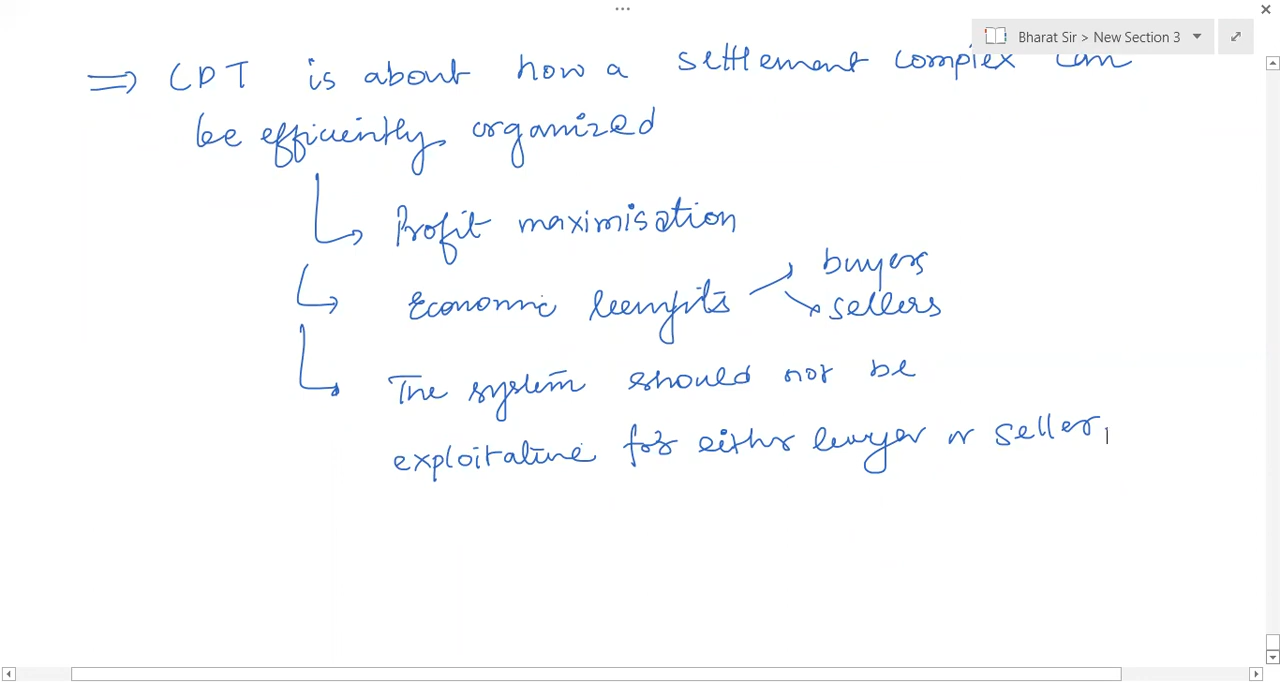 Bharat Sir > New Section 3
⇒ CPT is about how a settlement complex can
be efficiently organized
Profit maximisation
Economic benefits
buyers
sellers
The system should not be
exploitative for either buyer or seller,